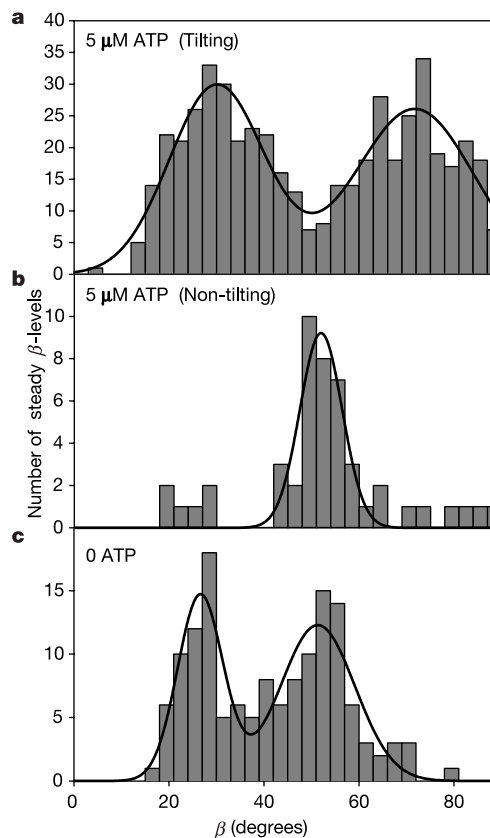 a
5 μM ATP (Tilting)
40
35
30
25
20
15
10
5
0
b
5 μM ATP (Non-tilting)
10
8
6
4
2
0
Number of steady β-levels
c
0 ATP
15
10
5
0
0 20 40 60 80
β (degrees)